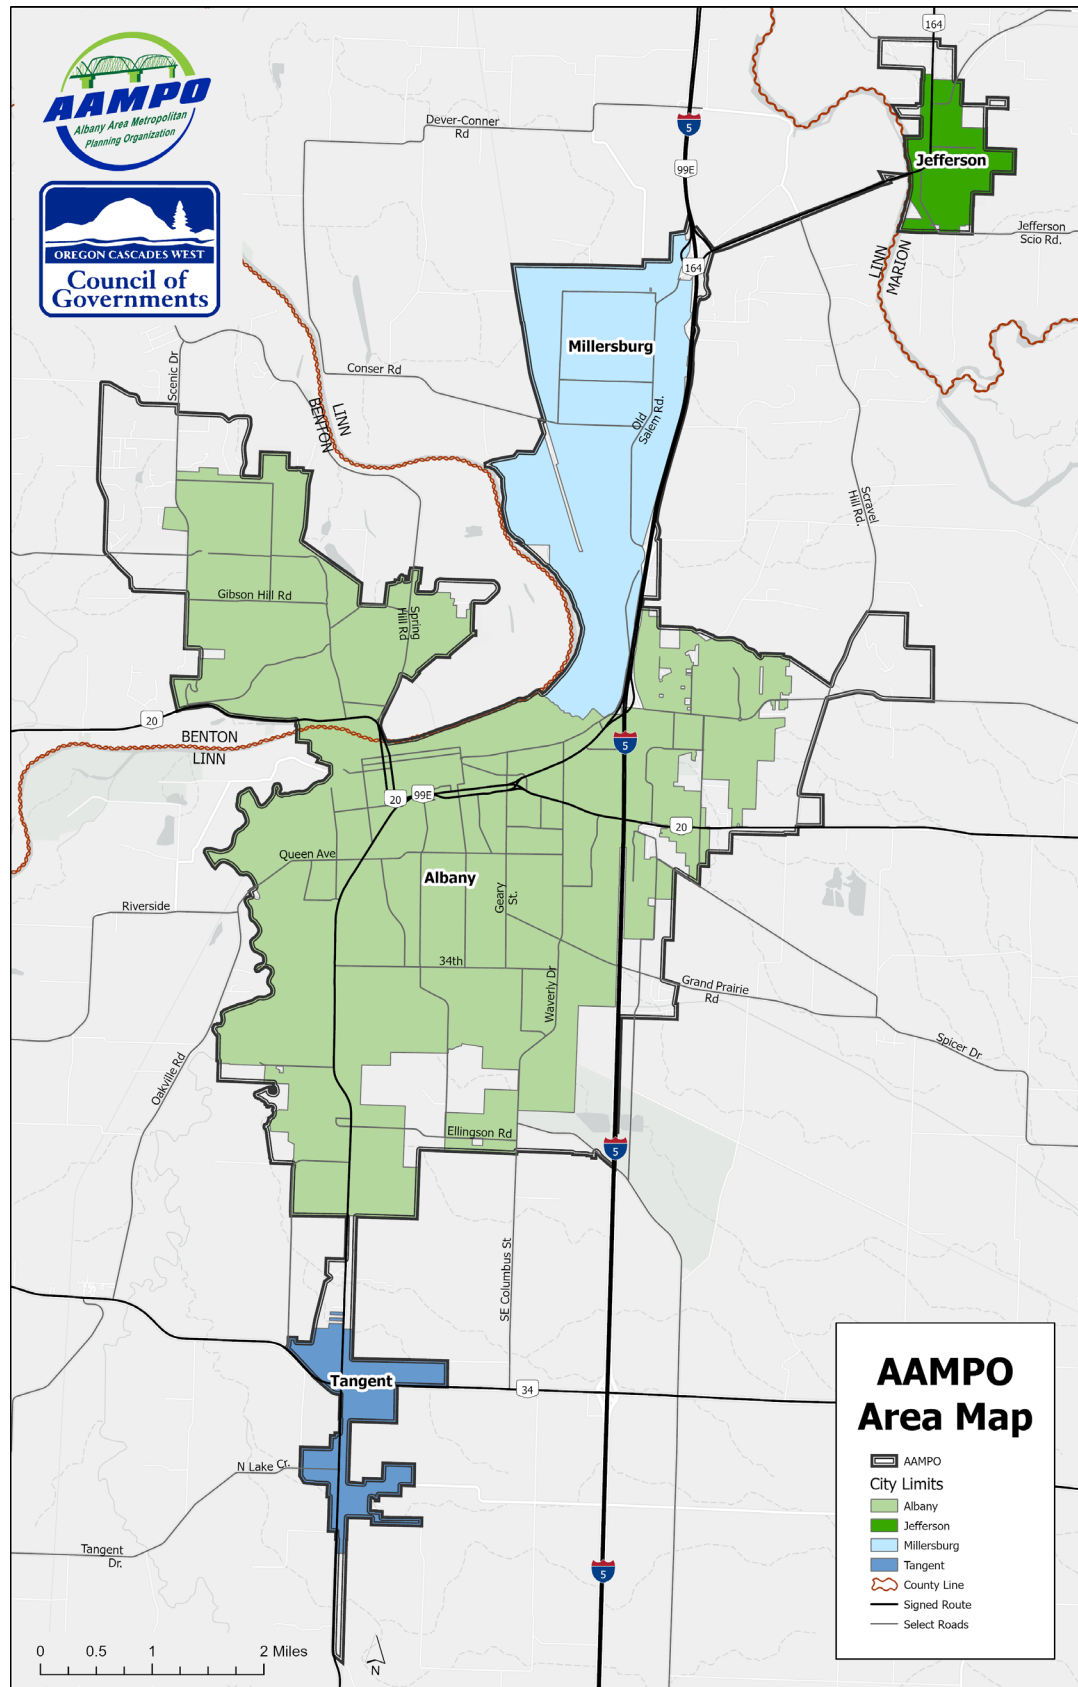 AAMPO
Albany Area Metropolitan
Planning Organization
OREGON CASCADES WEST
Council of
Governments
164
5
Dever-Conner
Rd
99E
Jefferson
Jefferson
Scio Rd.
LINN
MARION
164
Millersburg
Scenic Dr
Conser Rd
LINN
BENTON
Old
Salem Rd.
Scravel
Hill Rd.
Gibson Hill Rd
Spring
Hill Rd
20
BENTON
LINN
5
20
99E
20
Queen Ave
Albany
Geary
St.
Riverside
34th
Waverly Dr
Grand Prairie
Rd
Spicer Dr
Oakville Rd
Ellingson Rd
5
SE Columbus St
Tangent
34
N Lake Cr.
Tangent
Dr.
5
AAMPO
Area Map
AAMPO
City Limits
Albany
Jefferson
Millersburg
Tangent
County Line
Signed Route
Select Roads
0 0.5 1 2 Miles
N